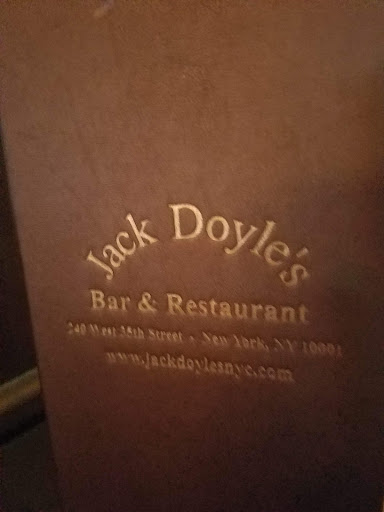 Jack Doyle's
Bar & Restaurant
240 West 35th Street • New York, NY 10001
www.jackdoylesnyc.com